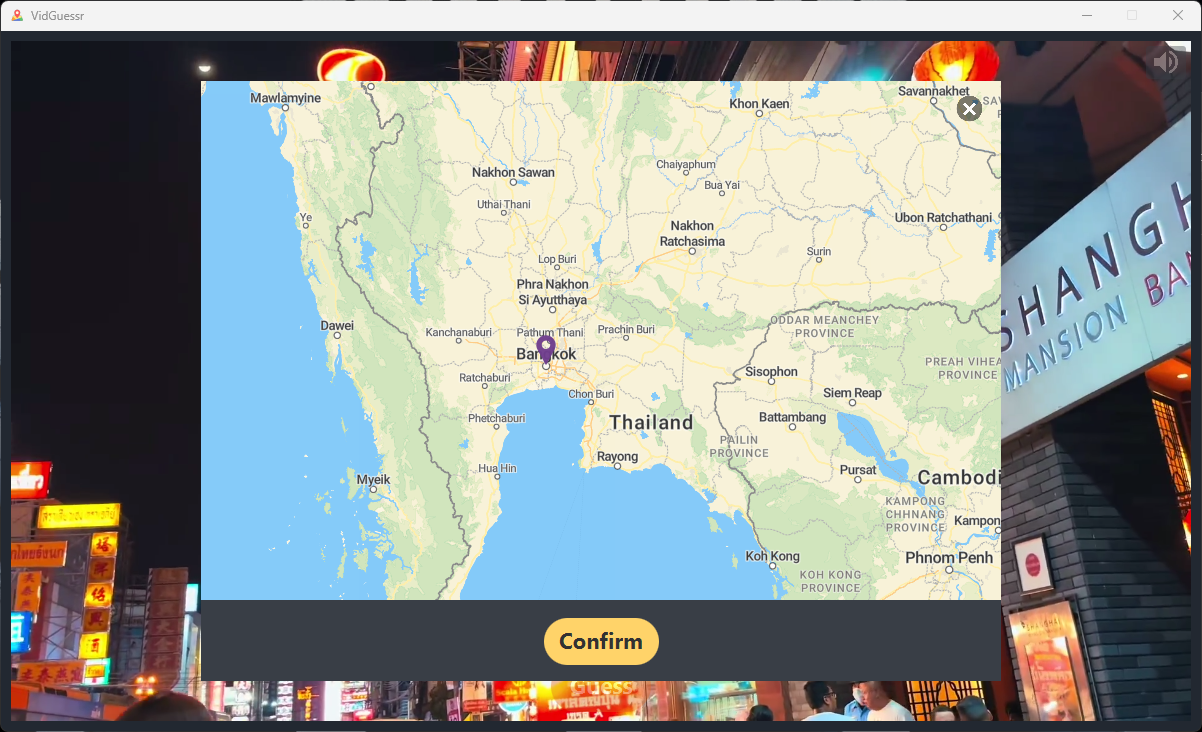 VidGuessr
Mawlamyine
Khon Kaen
Savannakhet
Chaiyaphum
Nakhon Sawan
Bua Yai
Uthai Thani
Ye
Ubon Ratchathani
Nakhon
Ratchasima
Surin
Lop Buri
Phra Nakhon
Si Ayutthaya
ODDAR MEANCHEY
PROVINCE
Dawei
Kanchanaburi
Pathum Thani
Prachin Buri
Bangkok
PREAH VIHEA
PROVINCE
Sisophon
Ratchaburi
Siem Reap
Chon Buri
Phetchaburi
Thailand
Battambang
PAILIN
PROVINCE
Rayong
Hua Hin
Pursat
Myeik
Cambodi
KAMPONG
CHHNANG
PROVINCE
Kampon
Koh Kong
Phnom Penh
KOH KONG
PROVINCE
Confirm
SHANGH
MANSION BAN
Guess